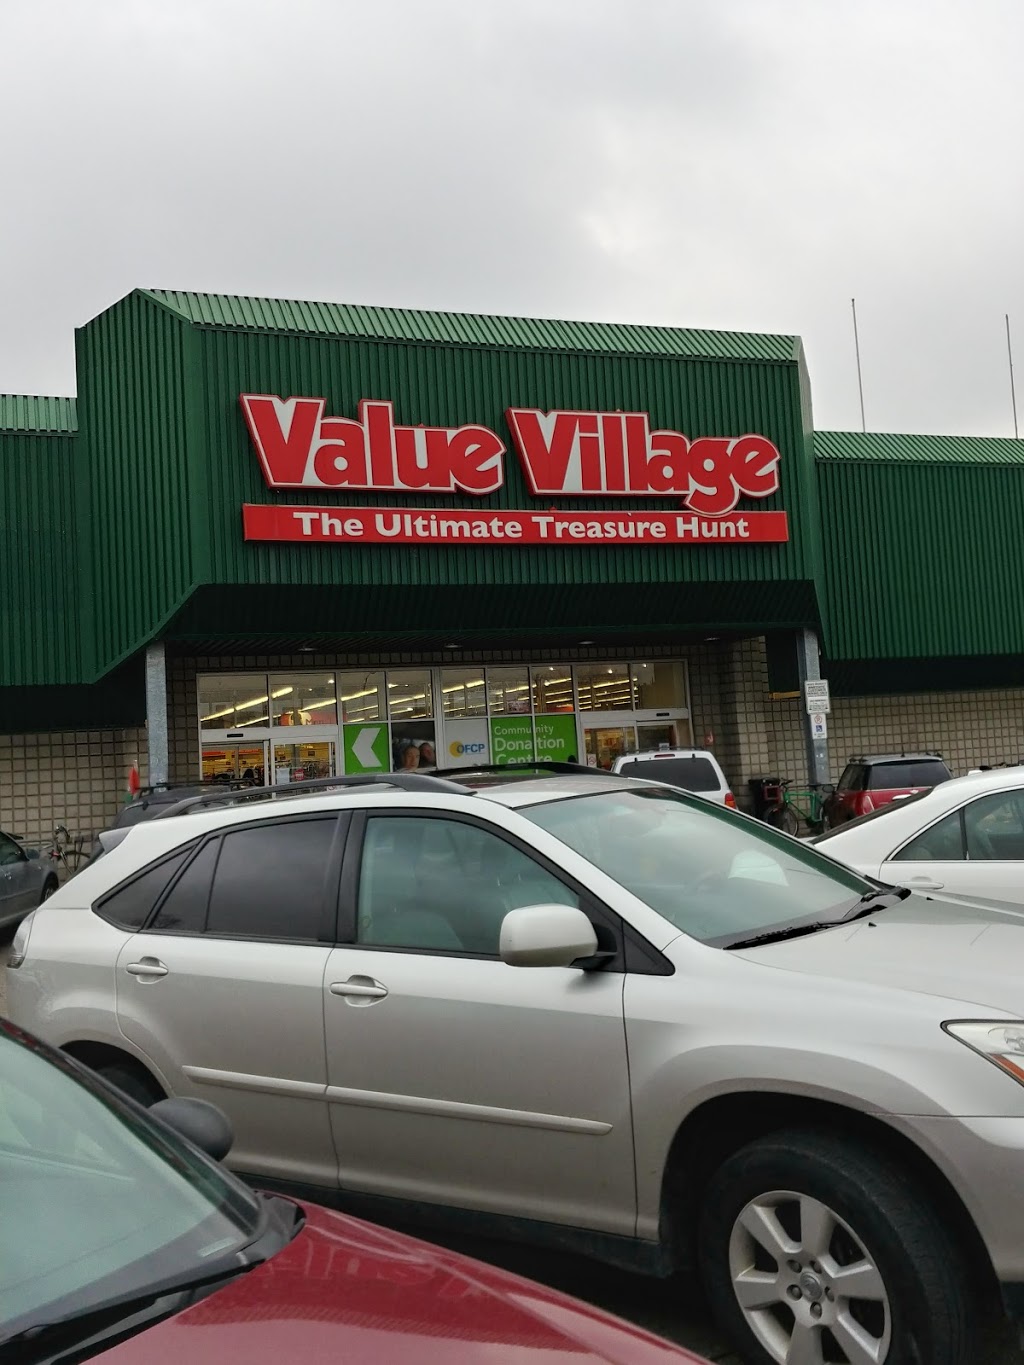 Value Village
The Ultimate Treasure Hunt
OFCP
Community
Donation
Centre